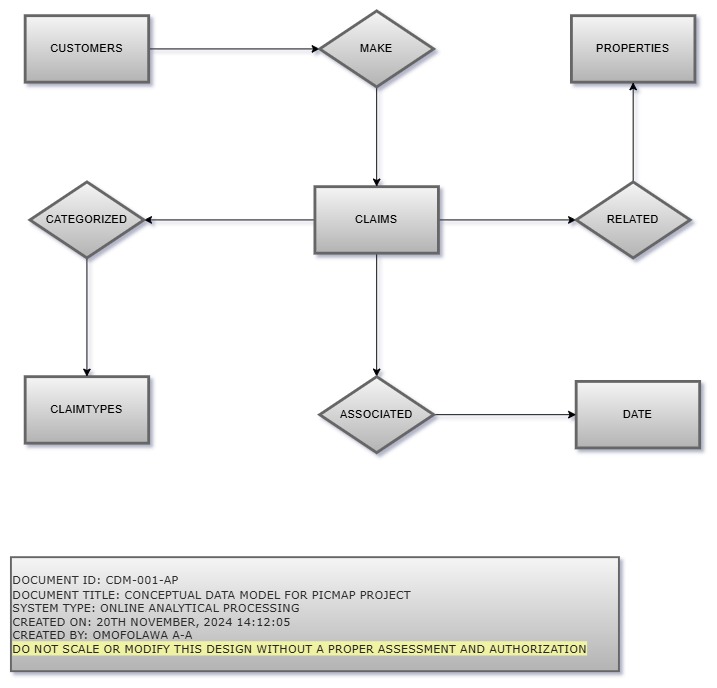 CUSTOMERS
MAKE
PROPERTIES
CATEGORIZED
CLAIMS
RELATED
CLAIMTYPES
ASSOCIATED
DATE
DOCUMENT ID: CDM-001-AP
DOCUMENT TITLE: CONCEPTUAL DATA MODEL FOR PICMAP PROJECT
SYSTEM TYPE: ONLINE ANALYTICAL PROCESSING
CREATED ON: 20TH NOVEMBER, 2024 14:12:05
CREATED BY: OMOFOLAWA A-A
DO NOT SCALE OR MODIFY THIS DESIGN WITHOUT A PROPER ASSESSMENT AND AUTHORIZATION